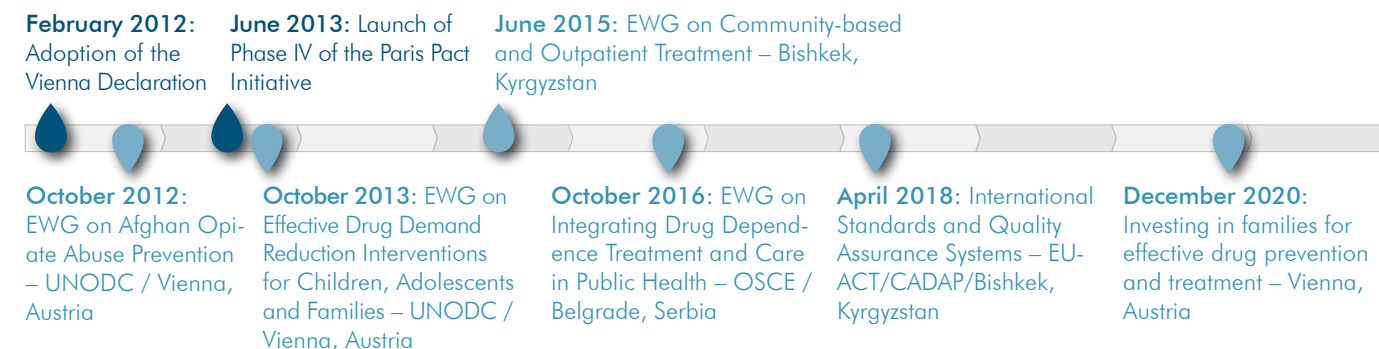 February 2012:
Adoption of the
Vienna Declaration
June 2013: Launch of
Phase IV of the Paris Pact
Initiative
June 2015: EWG on Community-based
and Outpatient Treatment – Bishkek,
Kyrgyzstan
October 2012:
EWG on Afghan Opi-
ate Abuse Prevention
– UNODC / Vienna,
Austria
October 2013: EWG on
Effective Drug Demand
Reduction Interventions
for Children, Adolescents
and Families – UNODC /
Vienna, Austria
October 2016: EWG on
Integrating Drug Depend-
ence Treatment and Care
in Public Health – OSCE /
Belgrade, Serbia
April 2018: International
Standards and Quality
Assurance Systems – EU-
ACT/CADAP/Bishkek,
Kyrgyzstan
December 2020:
Investing in families for
effective drug prevention
and treatment – Vienna,
Austria